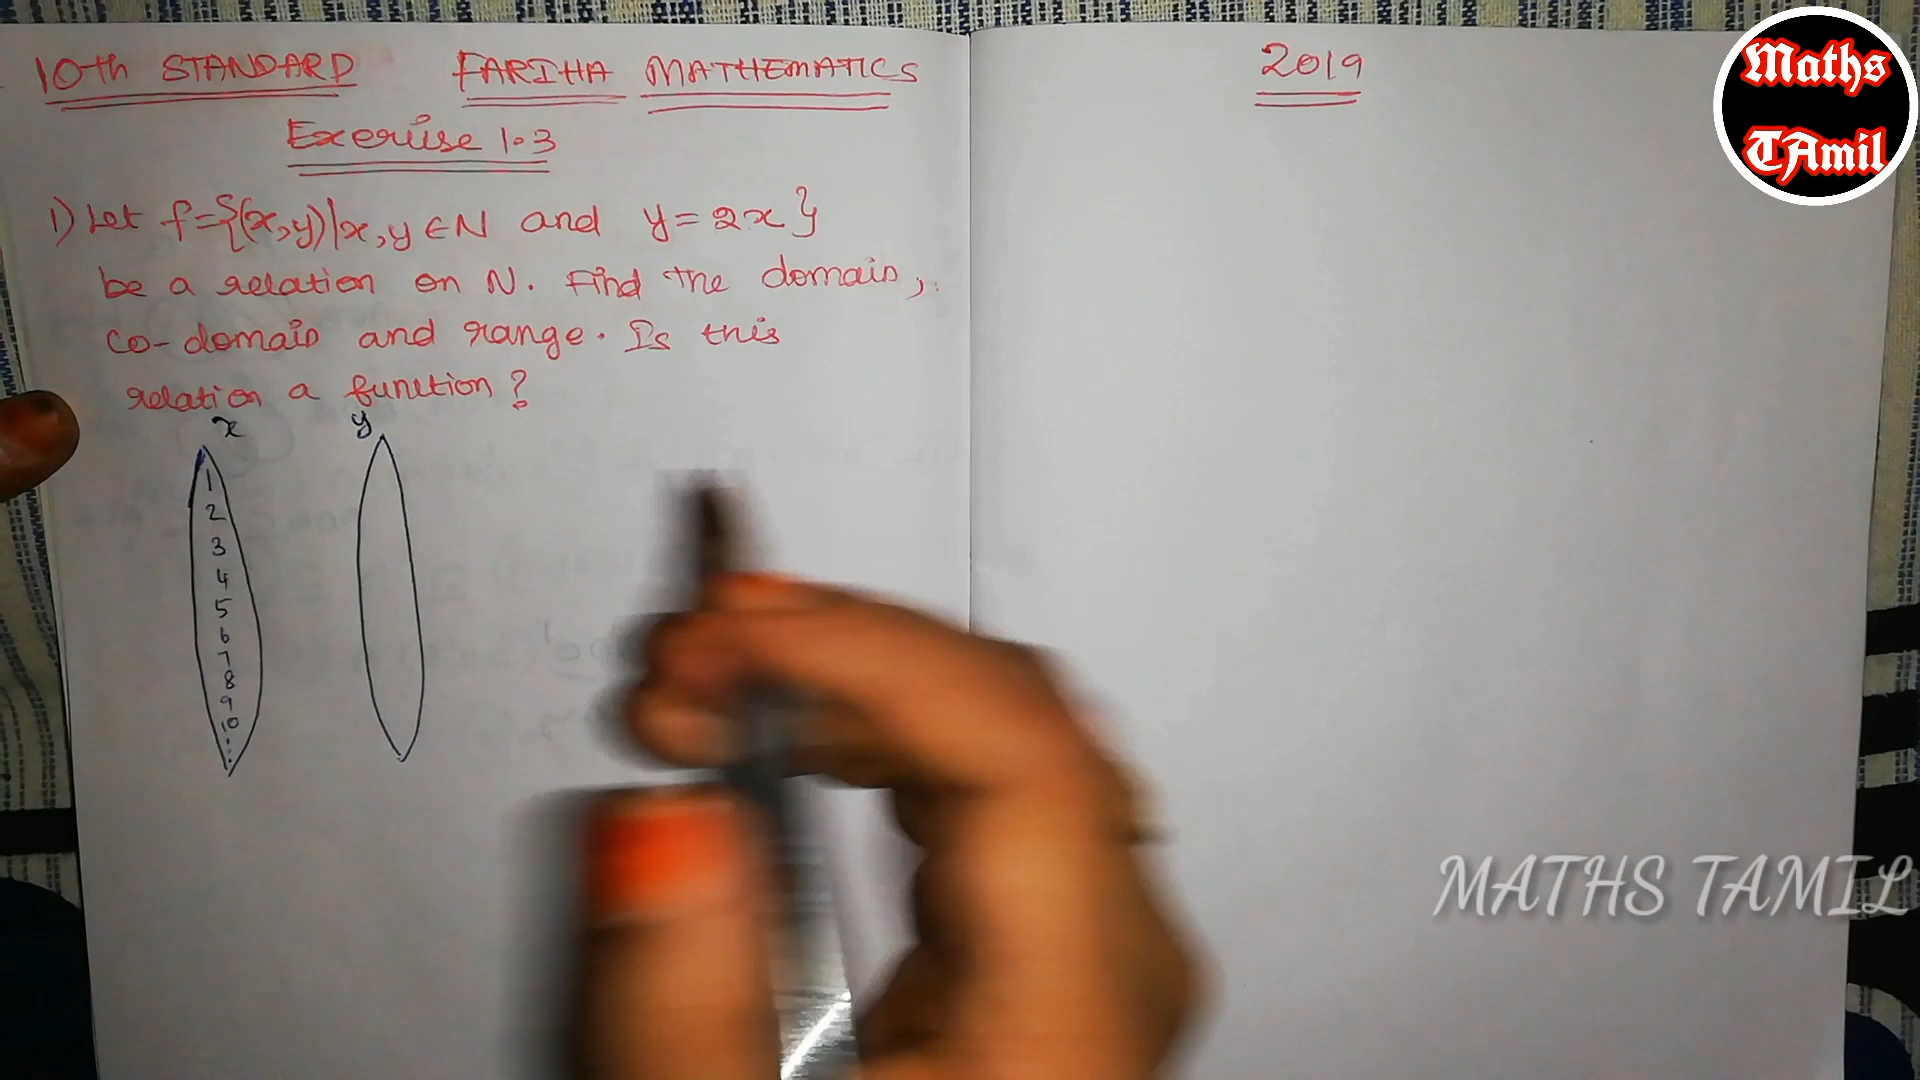 10th STANDARD FARIHA MATHEMATICS
2019
Exercise 1.3
1) Let f={(x,y)|x,y∈N and y=2x}
be a relation on N. Find the domain,
co-domain and range. Is this
relation a function?
x y
1
2
3
4
5
6
7
8
9
10
Maths
TAmil
MATHS TAMIL